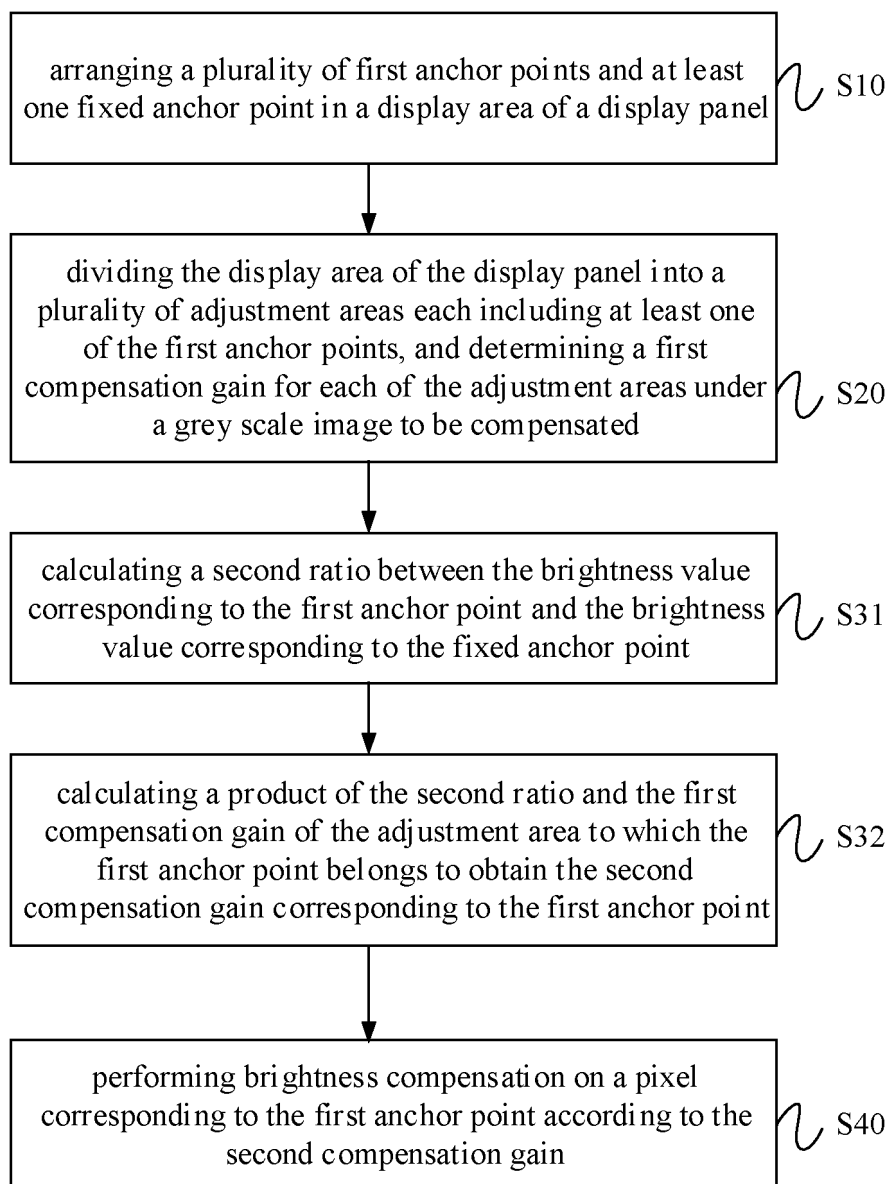 arranging a plurality of first anchor points and at least
one fixed anchor point in a display area of a display panel
S10
dividing the display area of the display panel into a
plurality of adjustment areas each including at least one
of the first anchor points, and determining a first
compensation gain for each of the adjustment areas under
a grey scale image to be compensated
S20
calculating a second ratio between the brightness value
corresponding to the first anchor point and the brightness
value corresponding to the fixed anchor point
S31
calculating a product of the second ratio and the first
compensation gain of the adjustment area to which the
first anchor point belongs to obtain the second
compensation gain corresponding to the first anchor point
S32
performing brightness compensation on a pixel
corresponding to the first anchor point according to the
second compensation gain
S40